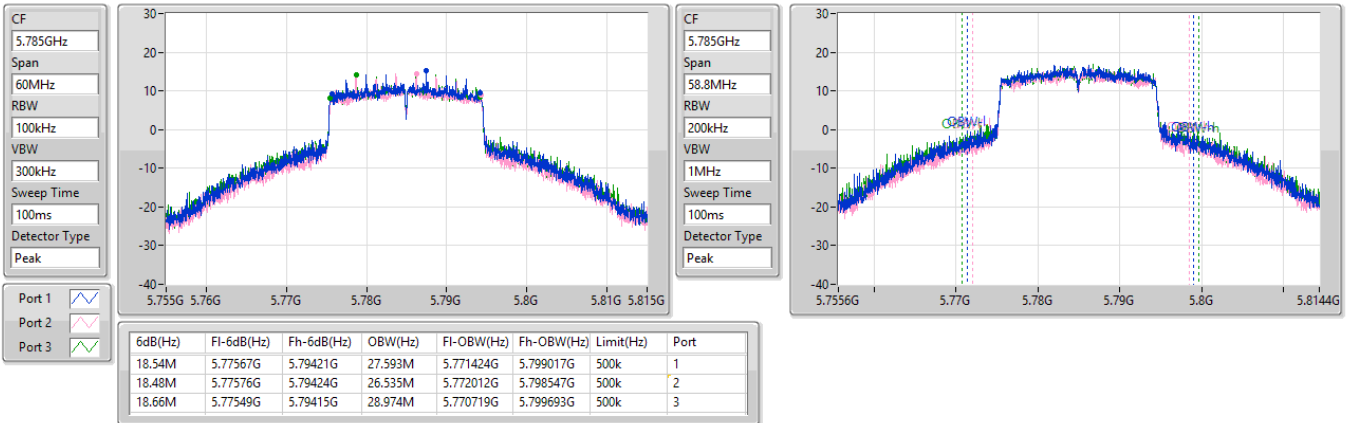 CF
5.785GHz
Span
60MHz
RBW
100kHz
VBW
300kHz
Sweep Time
100ms
Detector Type
Peak
Port 1
Port 2
Port 3
30
20
10
0
-10
-20
-30
-40
5.755G 5.76G 5.77G 5.78G 5.79G 5.8G 5.81G 5.815G
CF
5.785GHz
Span
58.8MHz
RBW
200kHz
VBW
1MHz
Sweep Time
100ms
Detector Type
Peak
30
20
10
0
-10
-20
-30
-40
OBW-l
OBW-h
5.7556G 5.77G 5.78G 5.79G 5.8G 5.8144G
6dB(Hz) Fl-6dB(Hz) Fh-6dB(Hz) OBW(Hz) Fl-OBW(Hz) Fh-OBW(Hz) Limit(Hz) Port
18.54M 5.77567G 5.79421G 27.593M 5.771424G 5.799017G 500k 1
18.48M 5.77576G 5.79424G 26.535M 5.772012G 5.798547G 500k 2
18.66M 5.77549G 5.79415G 28.974M 5.770719G 5.799693G 500k 3